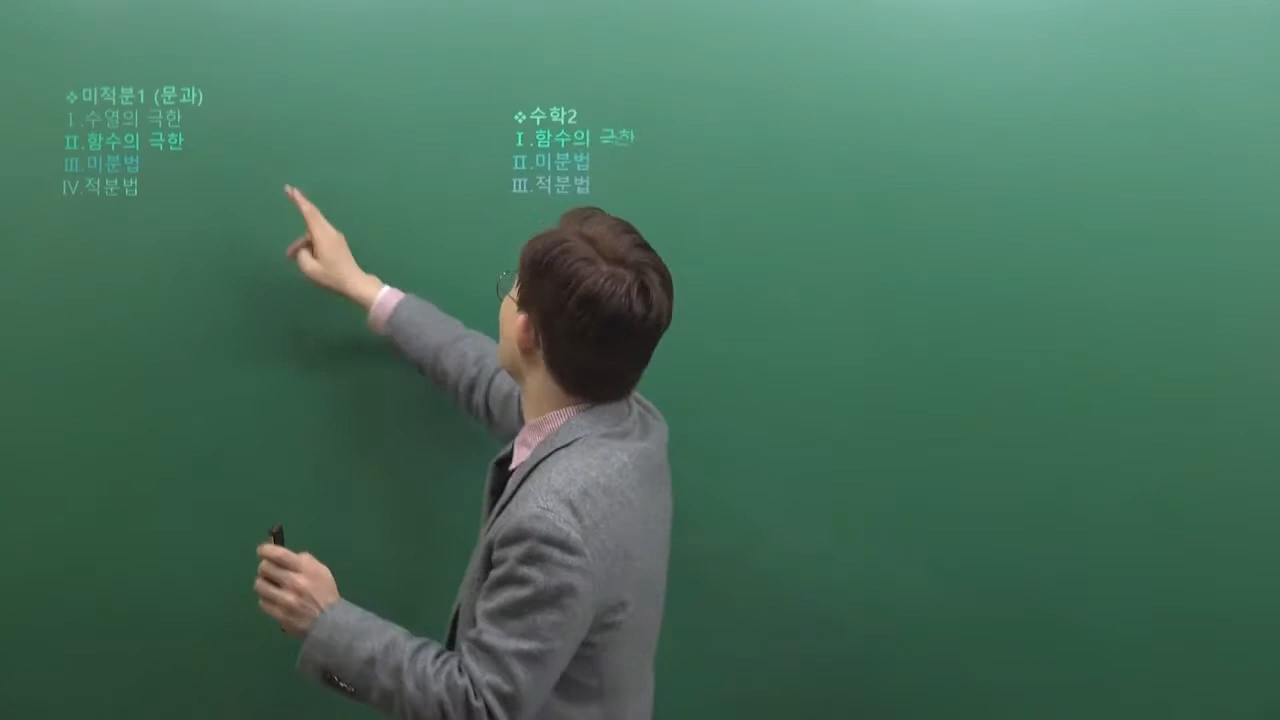 ❖미적분1 (문과)
Ⅰ.수열의 극한
Ⅱ.함수의 극한
Ⅲ.미분법
Ⅳ.적분법
❖수학2
Ⅰ.함수의 극한
Ⅱ.미분법
Ⅲ.적분법